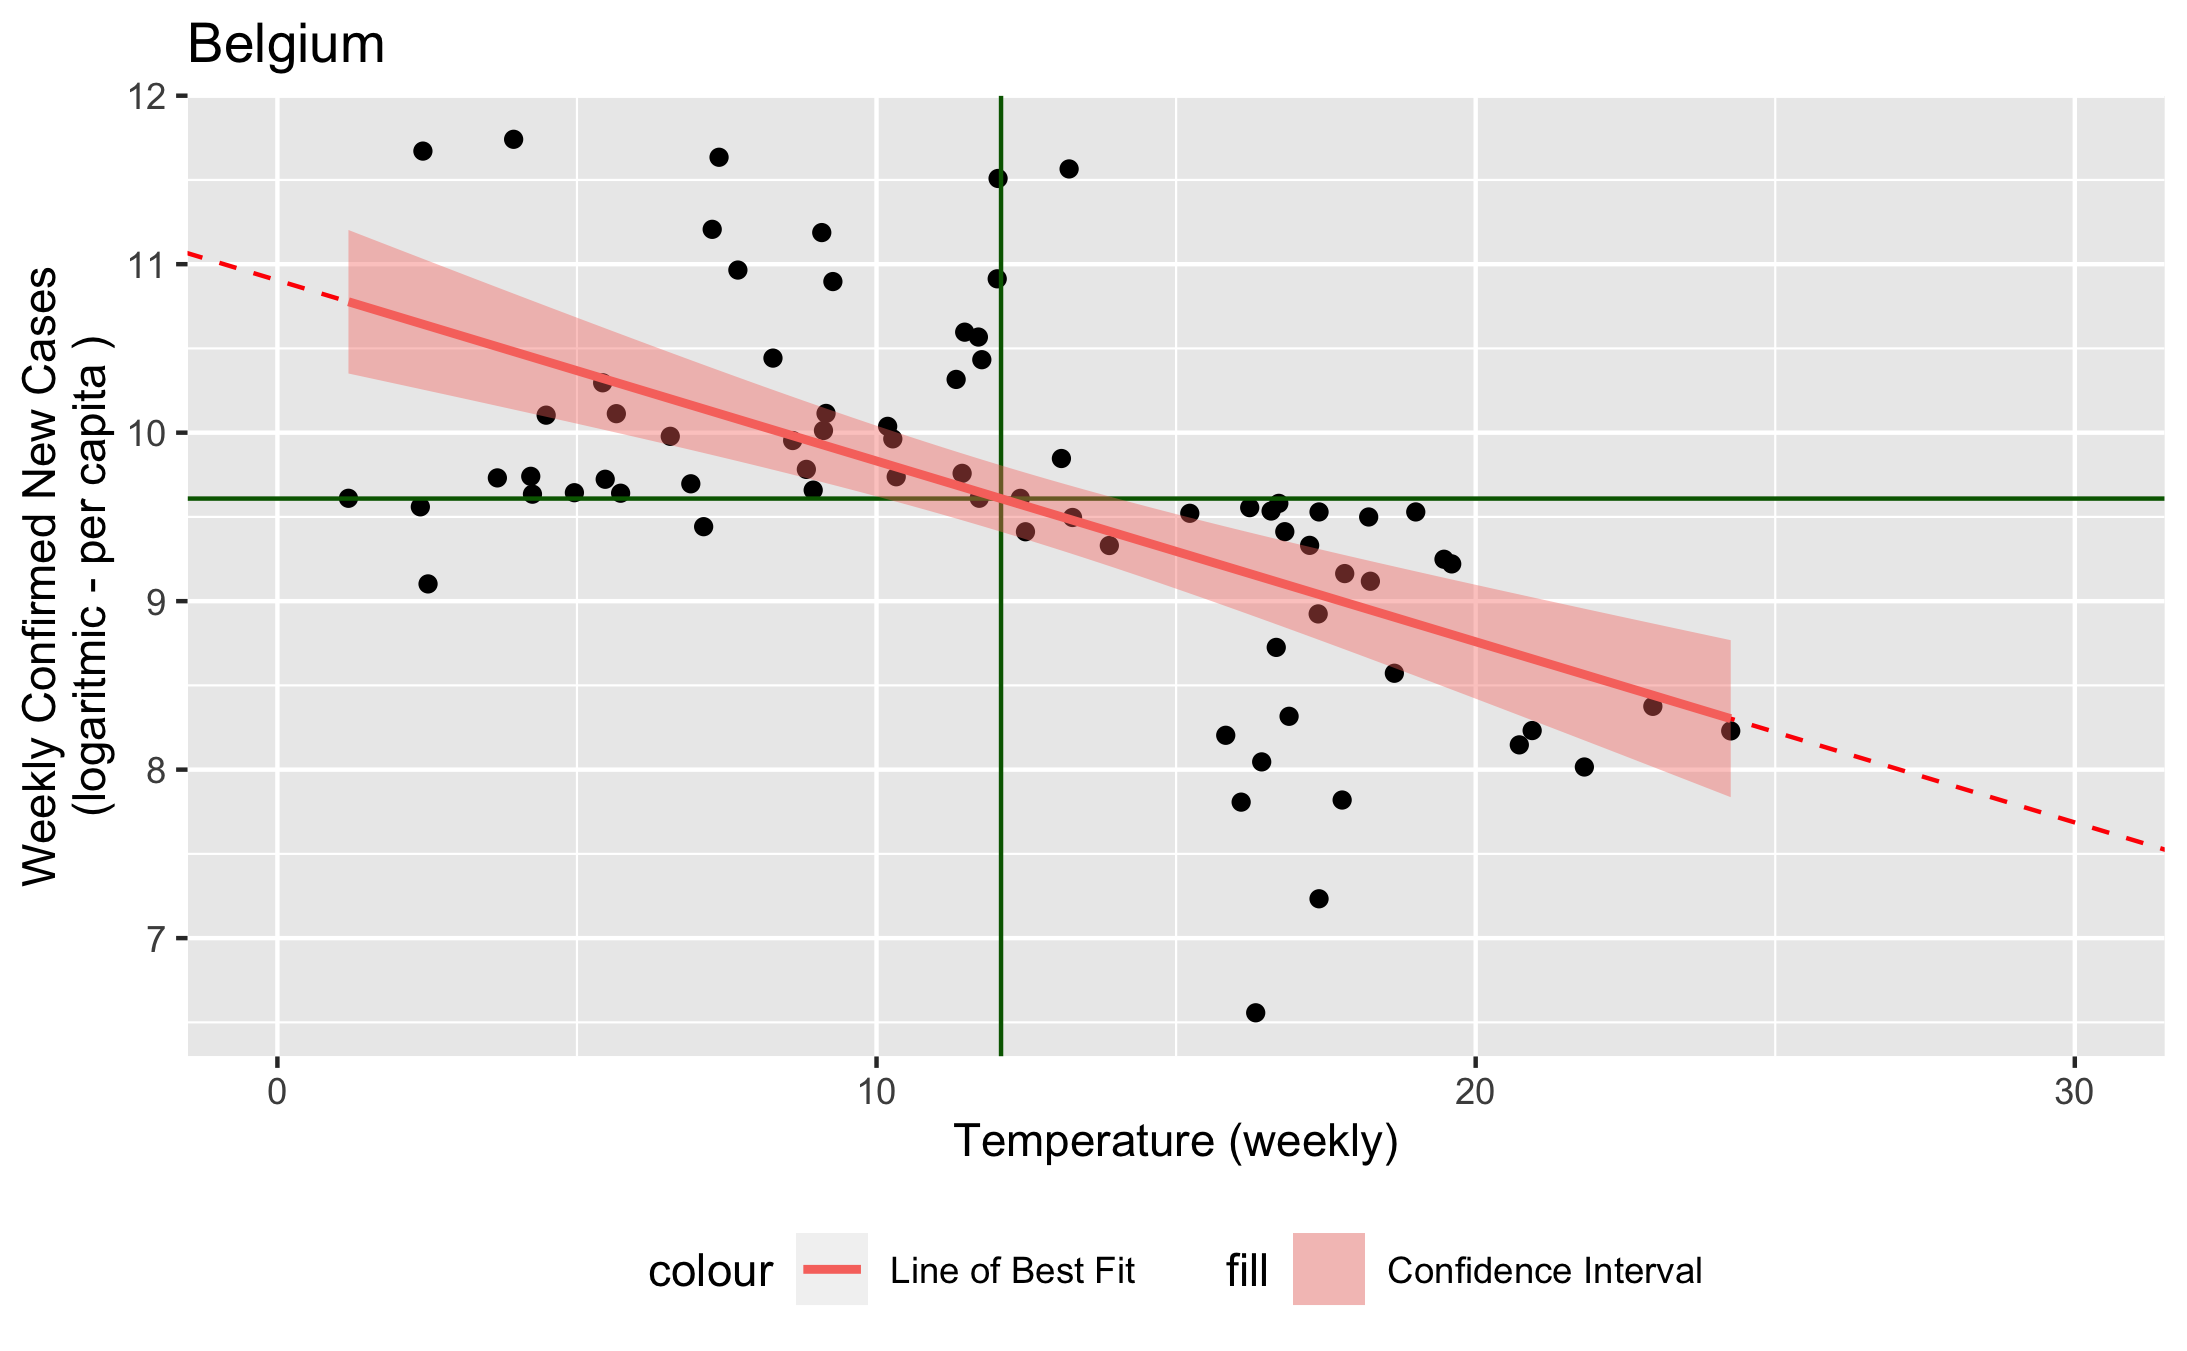 Belgium
12
11
10
9
8
7
Weekly Confirmed New Cases
(logaritmic - per capita )
0 10 20 30
Temperature (weekly)
colour Line of Best Fit fill Confidence Interval